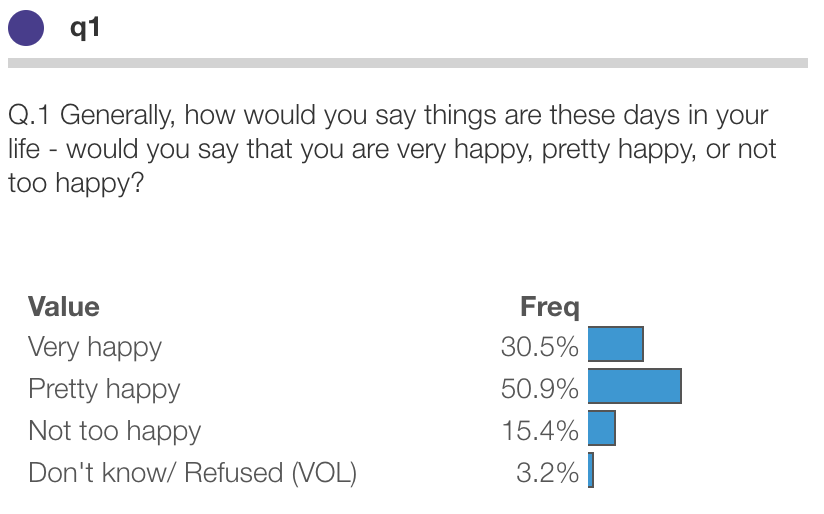 q1
Q.1 Generally, how would you say things are these days in your
life - would you say that you are very happy, pretty happy, or not
too happy?
Value Freq
Very happy 30.5%
Pretty happy 50.9%
Not too happy 15.4%
Don't know/ Refused (VOL) 3.2%